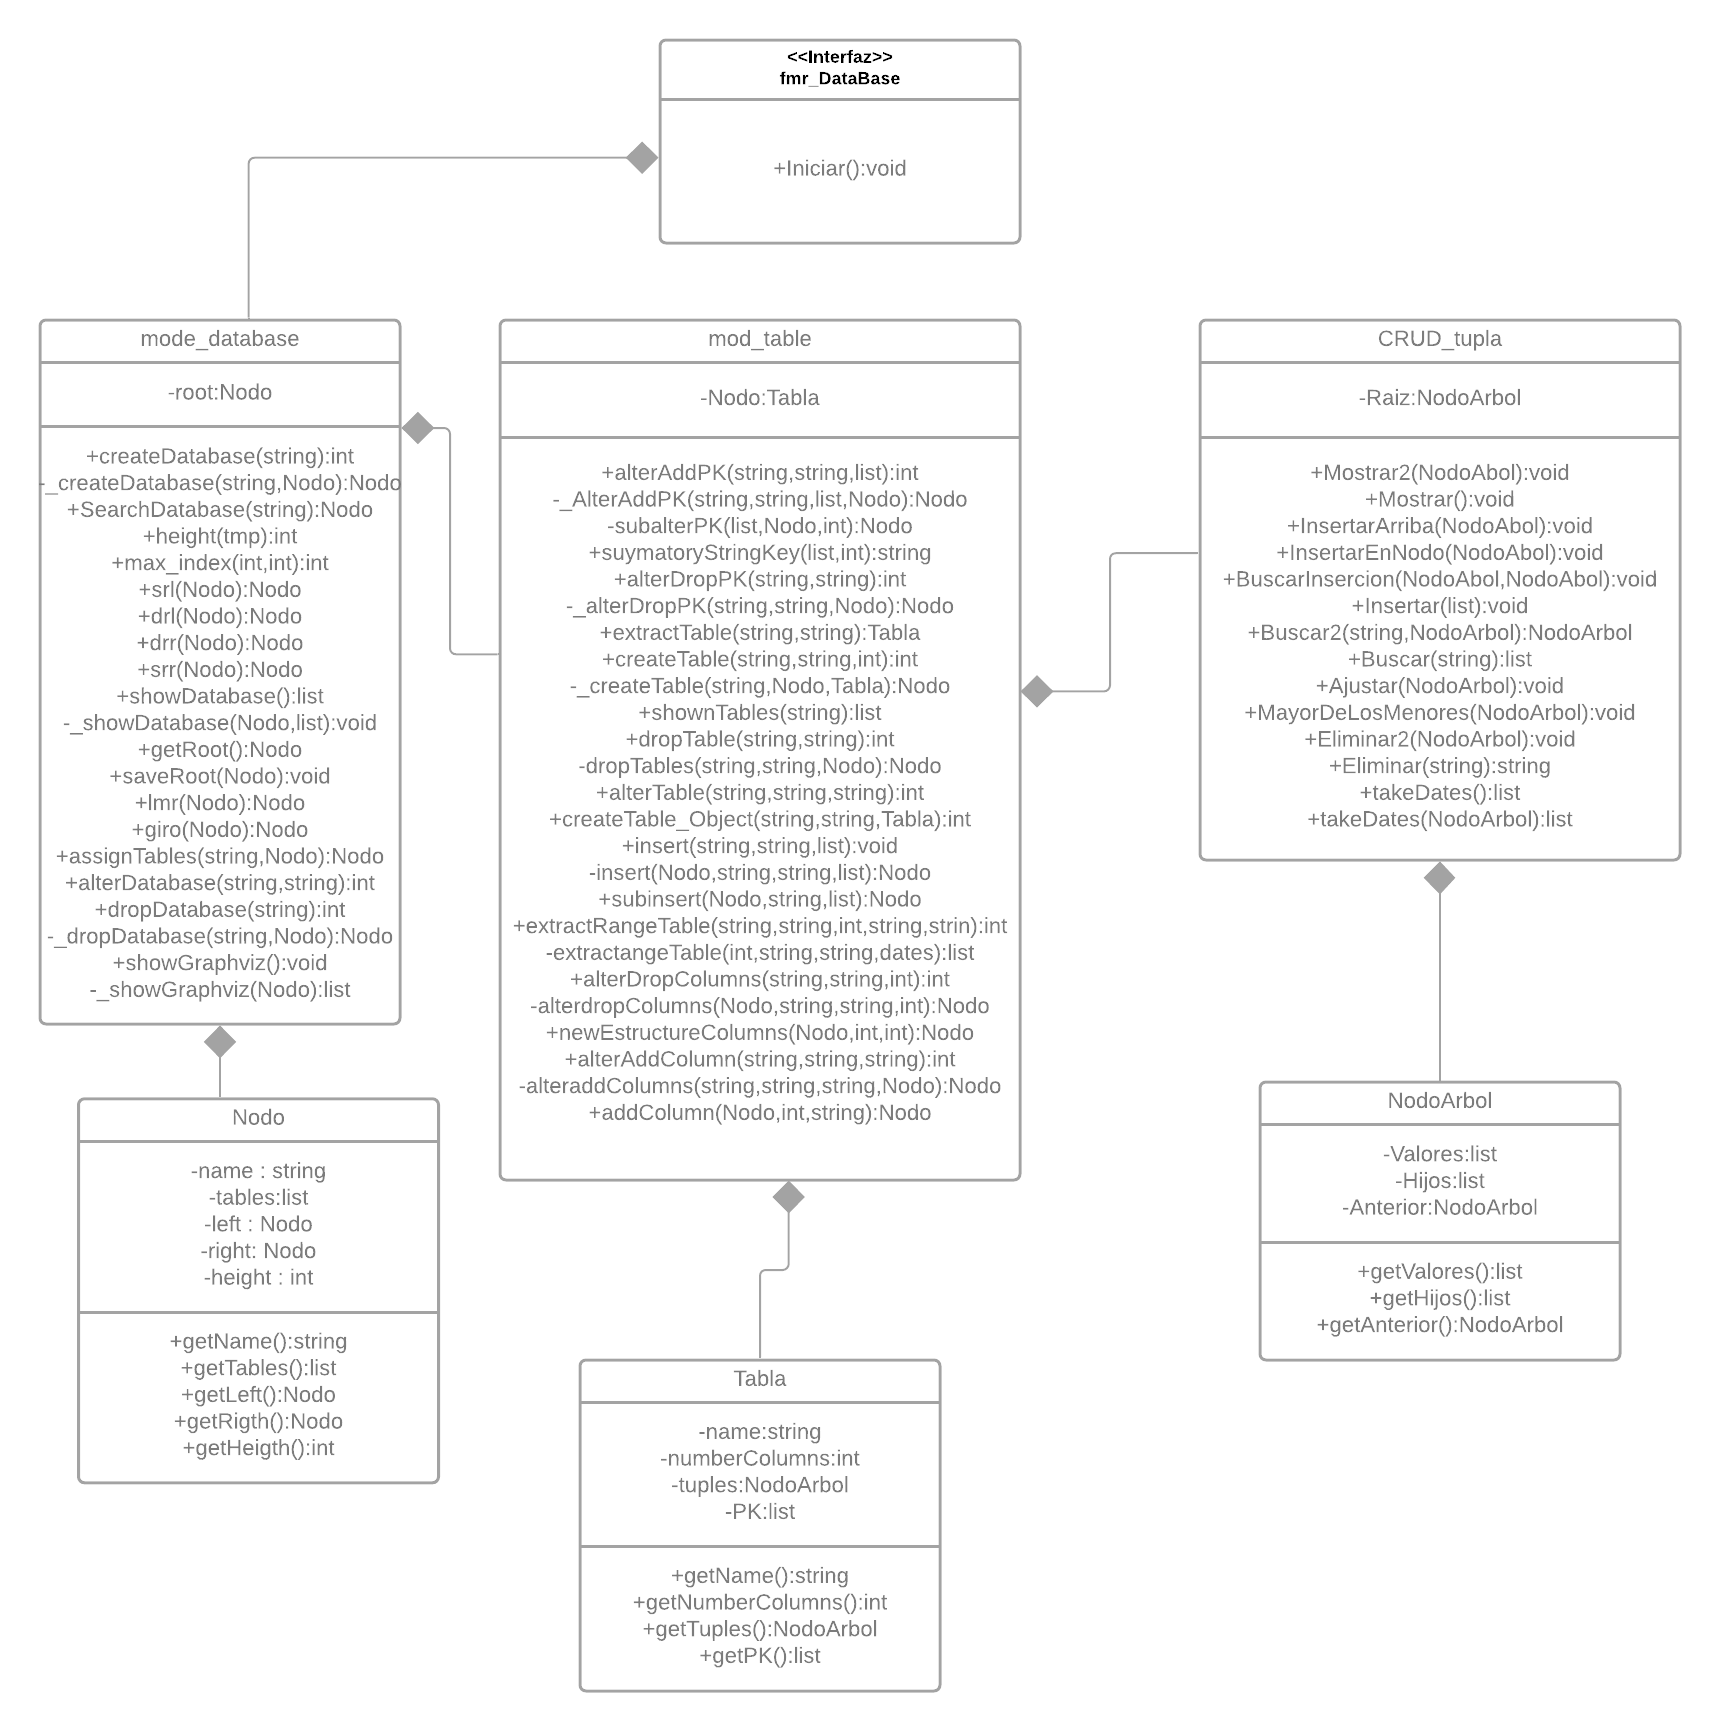 <<Interfaz>>
fmr_DataBase
+Iniciar():void
mode_database
-root:Nodo
+createDatabase(string):int
-_createDatabase(string,Nodo):Nodo
+SearchDatabase(string):Nodo
+height(tmp):int
+max_index(int,int):int
+srl(Nodo):Nodo
+drl(Nodo):Nodo
+drr(Nodo):Nodo
+srr(Nodo):Nodo
+showDatabase():list
-_showDatabase(Nodo,list):void
+getRoot():Nodo
+saveRoot(Nodo):void
+lmr(Nodo):Nodo
+giro(Nodo):Nodo
+assignTables(string,Nodo):Nodo
+alterDatabase(string,string):int
+dropDatabase(string):int
-_dropDatabase(string,Nodo):Nodo
+showGraphviz():void
-_showGraphviz(Nodo):list
mod_table
-Nodo:Tabla
+alterAddPK(string,string,list):int
-_AlterAddPK(string,string,list,Nodo):Nodo
-subalterPK(list,Nodo,int):Nodo
+suymatoryStringKey(list,int):string
+alterDropPK(string,string):int
-_alterDropPK(string,string,Nodo):Nodo
+extractTable(string,string):Tabla
+createTable(string,string,int):int
-_createTable(string,Nodo,Tabla):Nodo
+shownTables(string):list
+dropTable(string,string):int
-dropTables(string,string,Nodo):Nodo
+alterTable(string,string,string):int
+createTable_Object(string,string,Tabla):int
+insert(string,string,list):void
-insert(Nodo,string,string,list):Nodo
+subinsert(Nodo,string,list):Nodo
+extractRangeTable(string,string,int,string,strin):int
-extractangeTable(int,string,string,dates):list
+alterDropColumns(string,string,int):int
-alterdropColumns(Nodo,string,string,int):Nodo
+newEstructureColumns(Nodo,int,int):Nodo
+alterAddColumn(string,string,string):int
-alteraddColumns(string,string,string,Nodo):Nodo
+addColumn(Nodo,int,string):Nodo
CRUD_tupla
-Raiz:NodoArbol
+Mostrar2(NodoAbol):void
+Mostrar():void
+InsertarArriba(NodoAbol):void
+InsertarEnNodo(NodoAbol):void
+BuscarInsercion(NodoAbol,NodoAbol):void
+Insertar(list):void
+Buscar2(string,NodoArbol):NodoArbol
+Buscar(string):list
+Ajustar(NodoArbol):void
+MayorDeLosMenores(NodoArbol):void
+Eliminar2(NodoArbol):void
+Eliminar(string):string
+takeDates():list
+takeDates(NodoArbol):list
Nodo
-name : string
-tables:list
-left : Nodo
-right: Nodo
-height : int
+getName():string
+getTables():list
+getLeft():Nodo
+getRigth():Nodo
+getHeigth():int
Tabla
-name:string
-numberColumns:int
-tuples:NodoArbol
-PK:list
+getName():string
+getNumberColumns():int
+getTuples():NodoArbol
+getPK():list
NodoArbol
-Valores:list
-Hijos:list
-Anterior:NodoArbol
+getValores():list
+getHijos():list
+getAnterior():NodoArbol